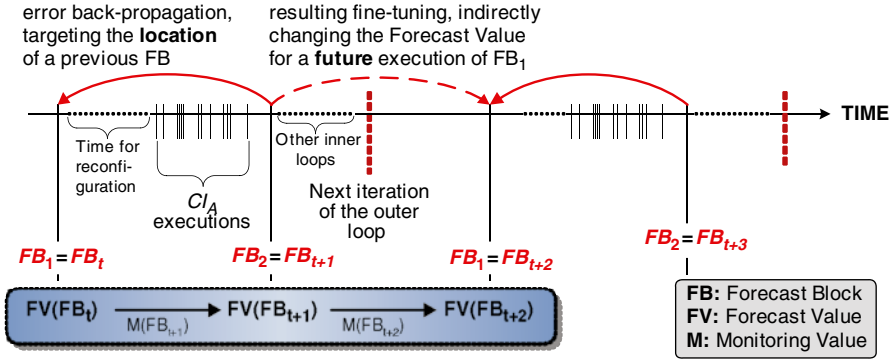 error back-propagation,
targeting the location
of a previous FB
resulting fine-tuning, indirectly
changing the Forecast Value
for a future execution of FB1
TIME
Time for
reconfi-
guration
CIA
executions
Other inner
loops
Next iteration
of the outer
loop
FB1=FBt
FB2=FBt+1
FB1=FBt+2
FB2=FBt+3
FV(FBt) M(FBt+1) FV(FBt+1) M(FBt+2) FV(FBt+2)
FB: Forecast Block
FV: Forecast Value
M: Monitoring Value